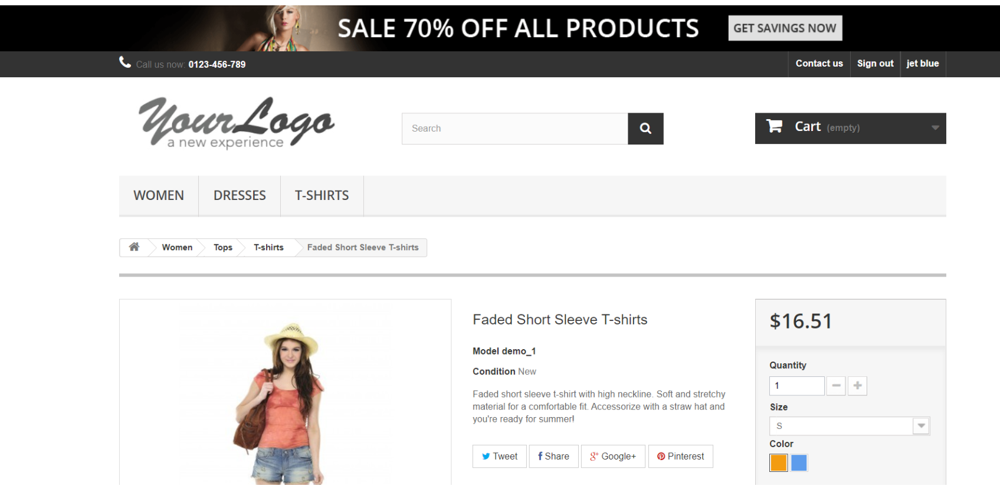 SALE 70% OFF ALL PRODUCTS GET SAVINGS NOW
Call us now: 0123-456-789 Contact us Sign out jet blue
Your Logo
a new experience
Search
Cart (empty)
WOMEN DRESSES T-SHIRTS
Women Tops T-shirts Faded Short Sleeve T-shirts
Faded Short Sleeve T-shirts
Model demo_1
Condition New
Faded short sleeve t-shirt with high neckline. Soft and stretchy
material for a comfortable fit. Accessorize with a straw hat and
you're ready for summer!
Tweet Share Google+ Pinterest
$16.51
Quantity
1
Size
S
Color